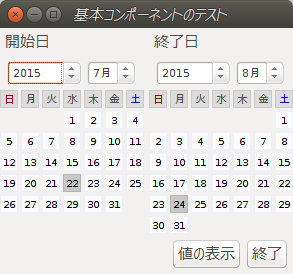 基本コンポーネントのテスト
開始日 終了日
2015 7月 2015 8月
日 月 火 水 木 金 土 日 月 火 水 木 金 土
1 2 3 4 1
5 6 7 8 9 10 11 2 3 4 5 6 7 8
12 13 14 15 16 17 18 9 10 11 12 13 14 15
19 20 21 22 23 24 25 16 17 18 19 20 21 22
26 27 28 29 30 31 23 24 25 26 27 28 29
30 31
値の表示 終了